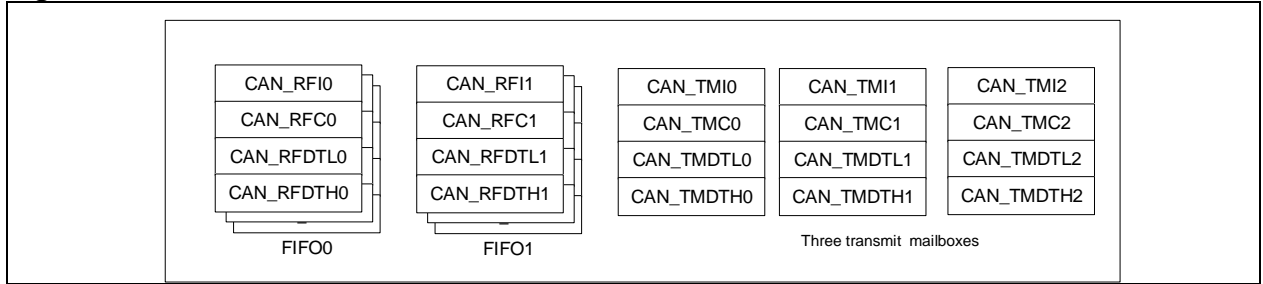 CAN_RFI0
CAN_RFC0
CAN_RFDTL0
CAN_RFDTH0
FIFO0
CAN_RFI1
CAN_RFC1
CAN_RFDTL1
CAN_RFDTH1
FIFO1
CAN_TMI0
CAN_TMC0
CAN_TMDTL0
CAN_TMDTH0
CAN_TMI1
CAN_TMC1
CAN_TMDTL1
CAN_TMDTH1
CAN_TMI2
CAN_TMC2
CAN_TMDTL2
CAN_TMDTH2
Three transmit mailboxes